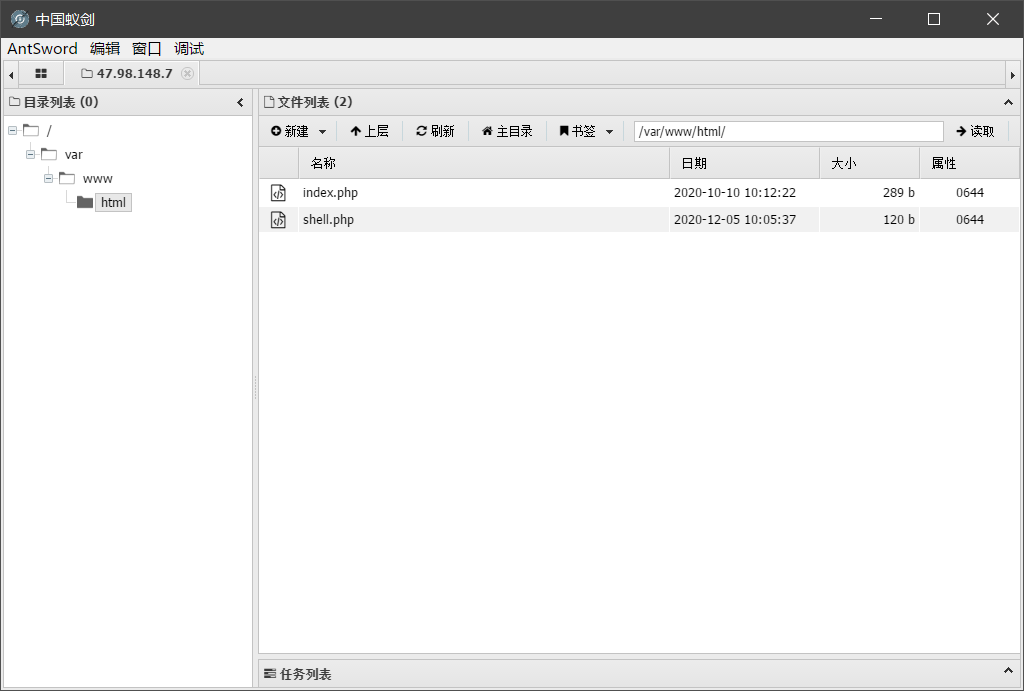 中国蚁剑
AntSword 编辑 窗口 调试
47.98.148.7
目录列表 (0)
/
var
www
html
文件列表 (2)
新建 上层 刷新 主目录 书签 /var/www/html/ 读取
名称 日期 大小 属性
index.php 2020-10-10 10:12:22 289 b 0644
shell.php 2020-12-05 10:05:37 120 b 0644
任务列表